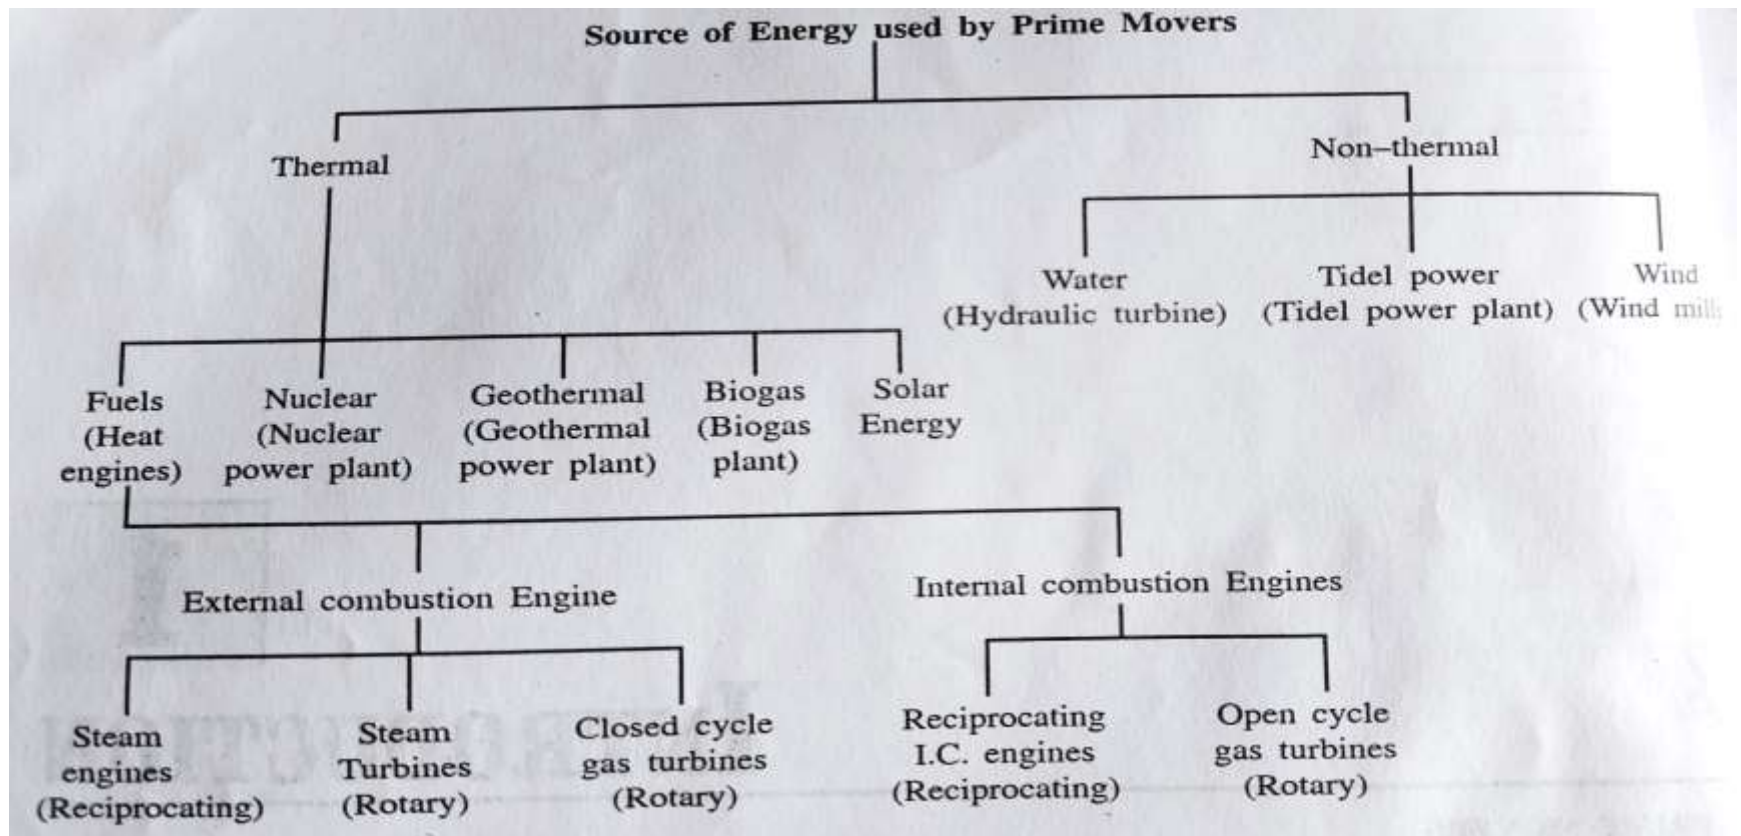 Source of Energy used by Prime Movers
Thermal
Non–thermal
Water
(Hydraulic turbine)
Tidel power
(Tidel power plant)
Wind
(Wind mills
Fuels
(Heat
engines)
Nuclear
(Nuclear
power plant)
Geothermal
(Geothermal
power plant)
Biogas
(Biogas
plant)
Solar
Energy
External combustion Engine
Internal combustion Engines
Steam
engines
(Reciprocating)
Steam
Turbines
(Rotary)
Closed cycle
gas turbines
(Rotary)
Reciprocating
I.C. engines
(Reciprocating)
Open cycle
gas turbines
(Rotary)